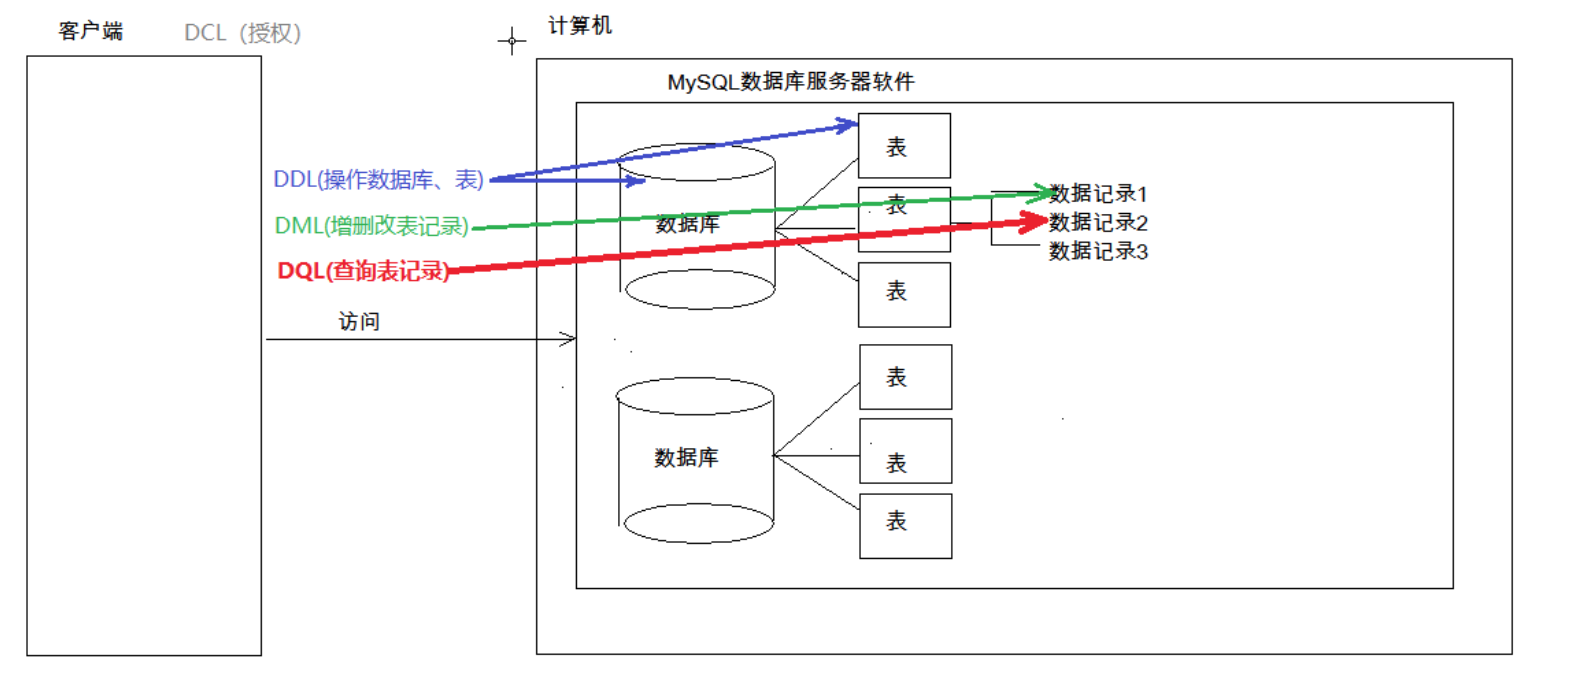 客户端
DCL（授权）
计算机
MySQL数据库服务器软件
表
DDL(操作数据库、表)
数据记录1
表
数据库
DML(增删改表记录)
数据记录2
数据记录3
DQL(查询表记录)
表
访问
表
数据库
表
表